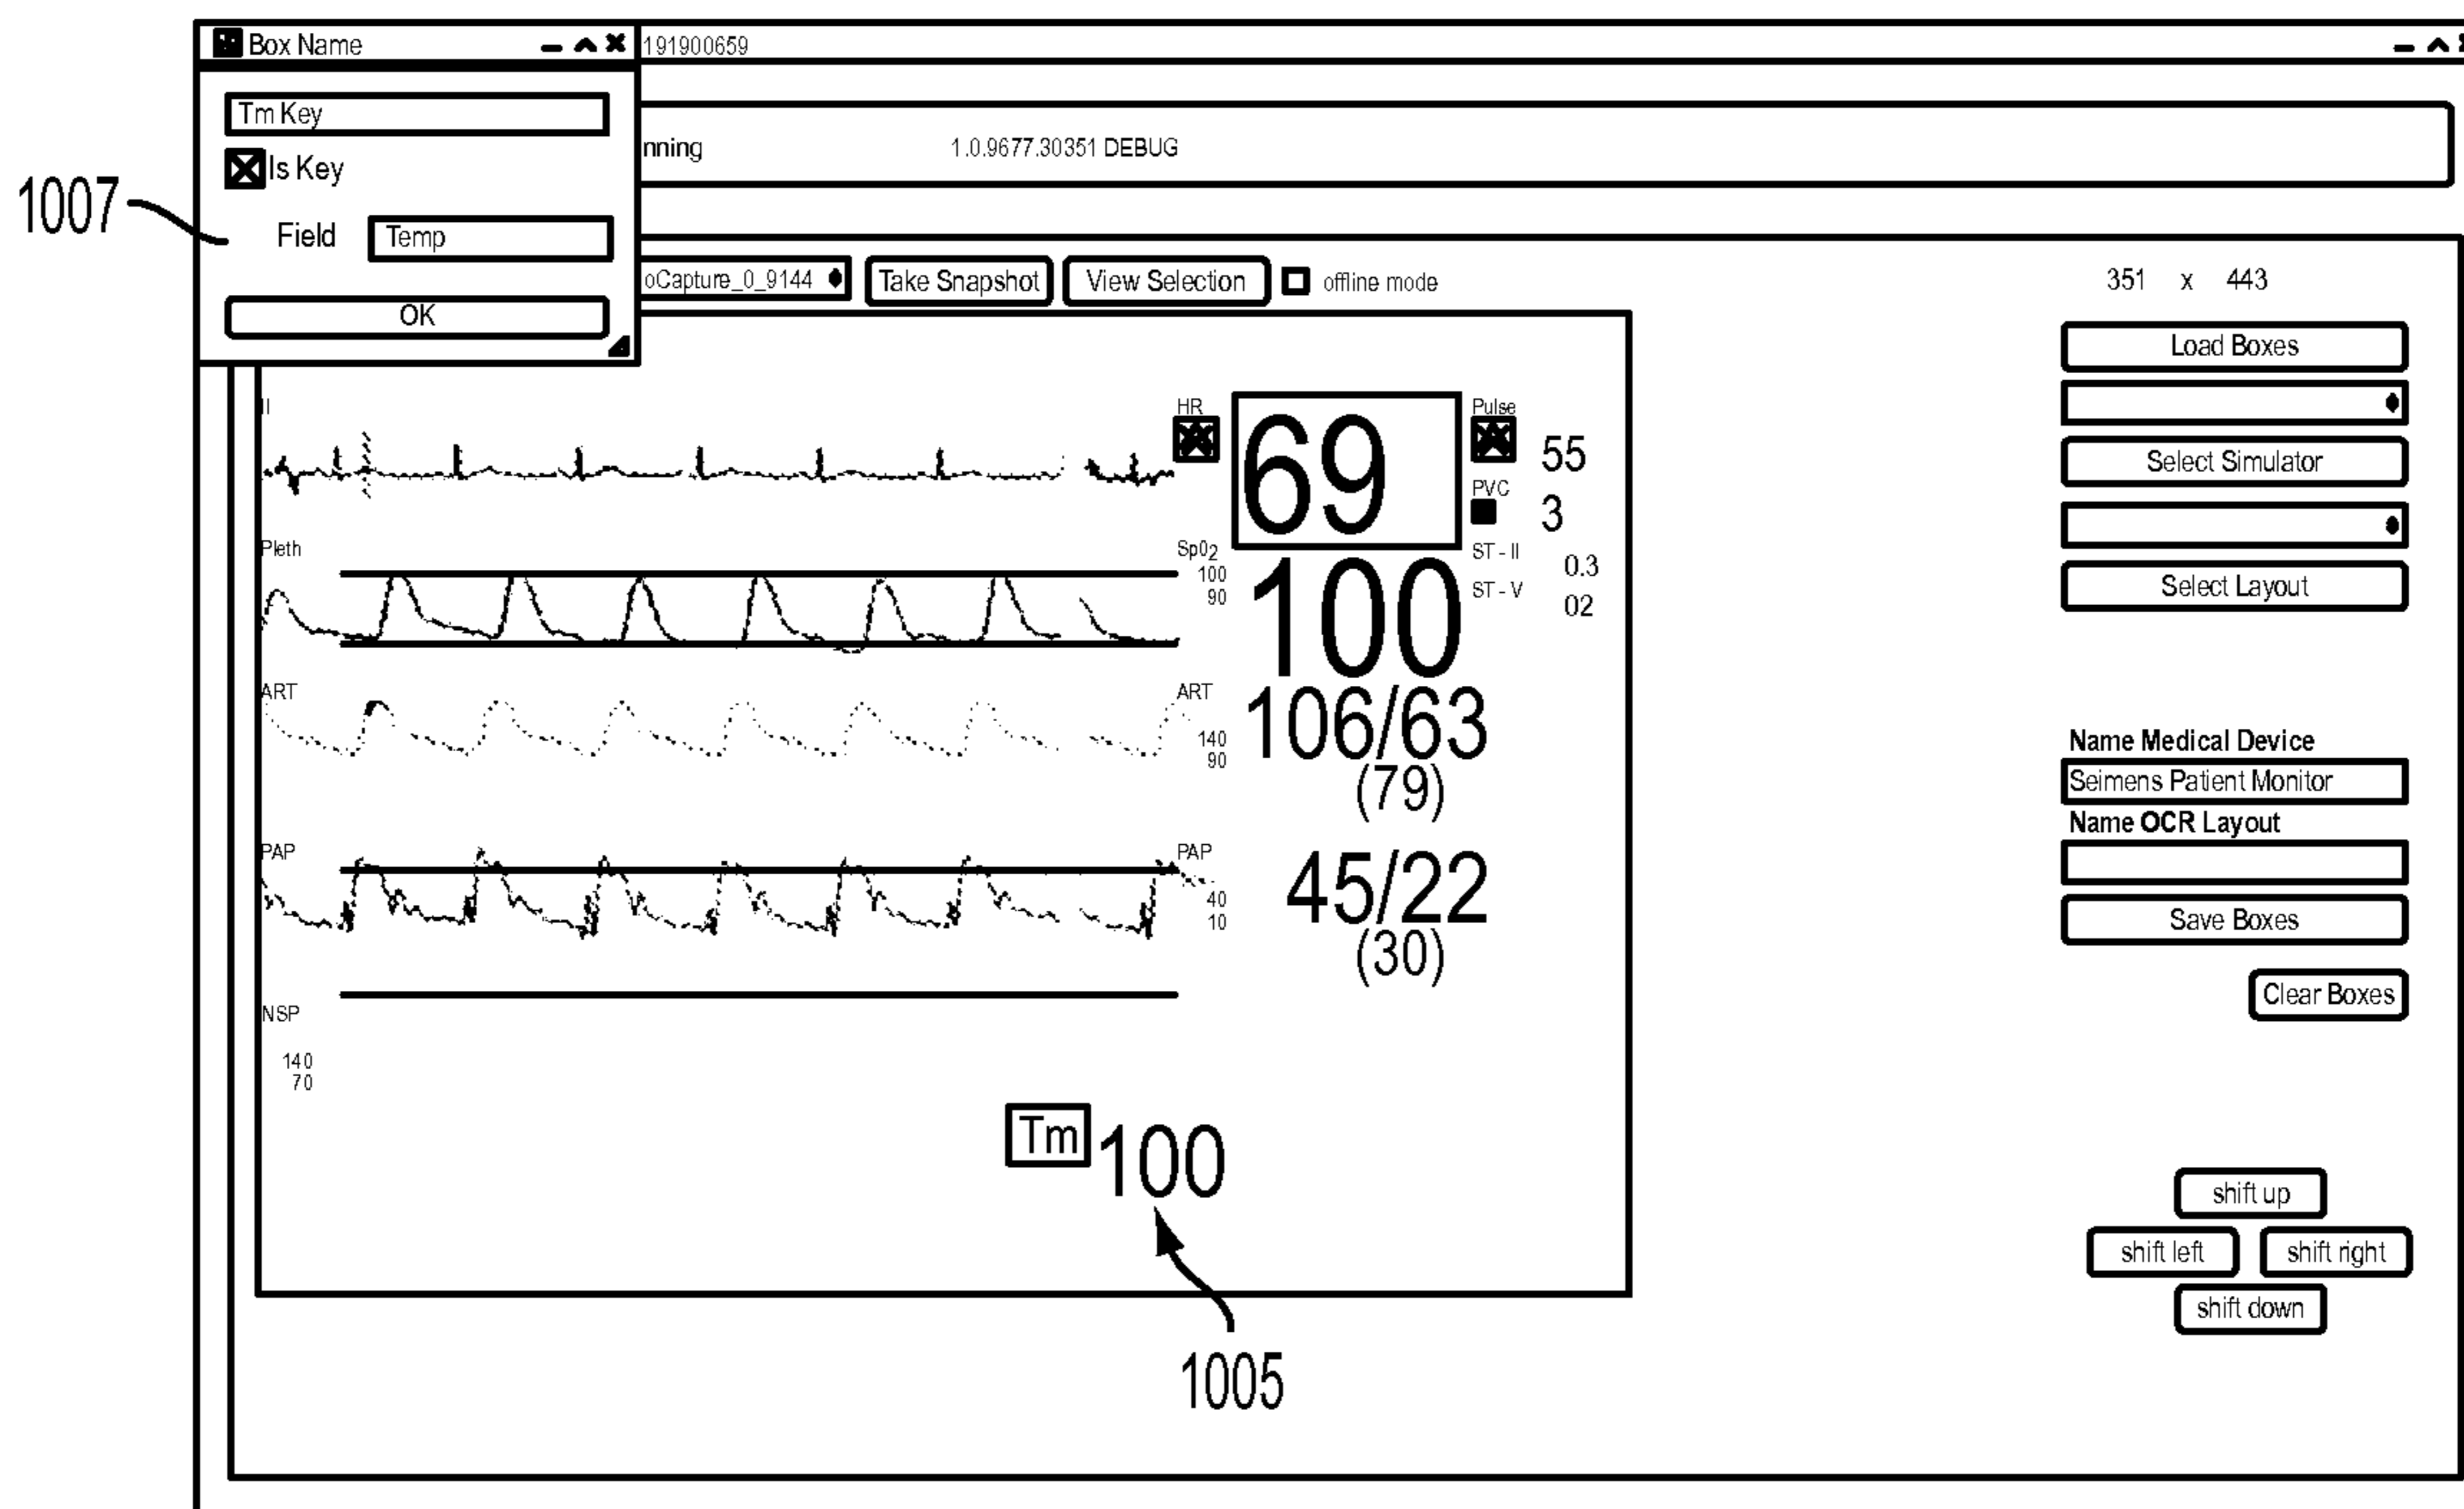 Box Name
191900659
Tm Key
Is Key
nning 1.0.9677.30351 DEBUG
1007
Field Temp
oCapture_0_9144 Take Snapshot View Selection offline mode 351 x 443
OK
Load Boxes
II HR 69 Pulse 55
Select Simulator
PVC 3
Pleth Sp02 100 90 100
ST - II 0.3
ST - V 02
Select Layout
ART ART 140 90 106/63
(79)
Name Medical Device
Seimens Patient Monitor
Name OCR Layout
PAP PAP 40 10 45/22
(30)
Save Boxes
Clear Boxes
NSP
140
70
Tm 100
shift up
shift left shift right
shift down
1005